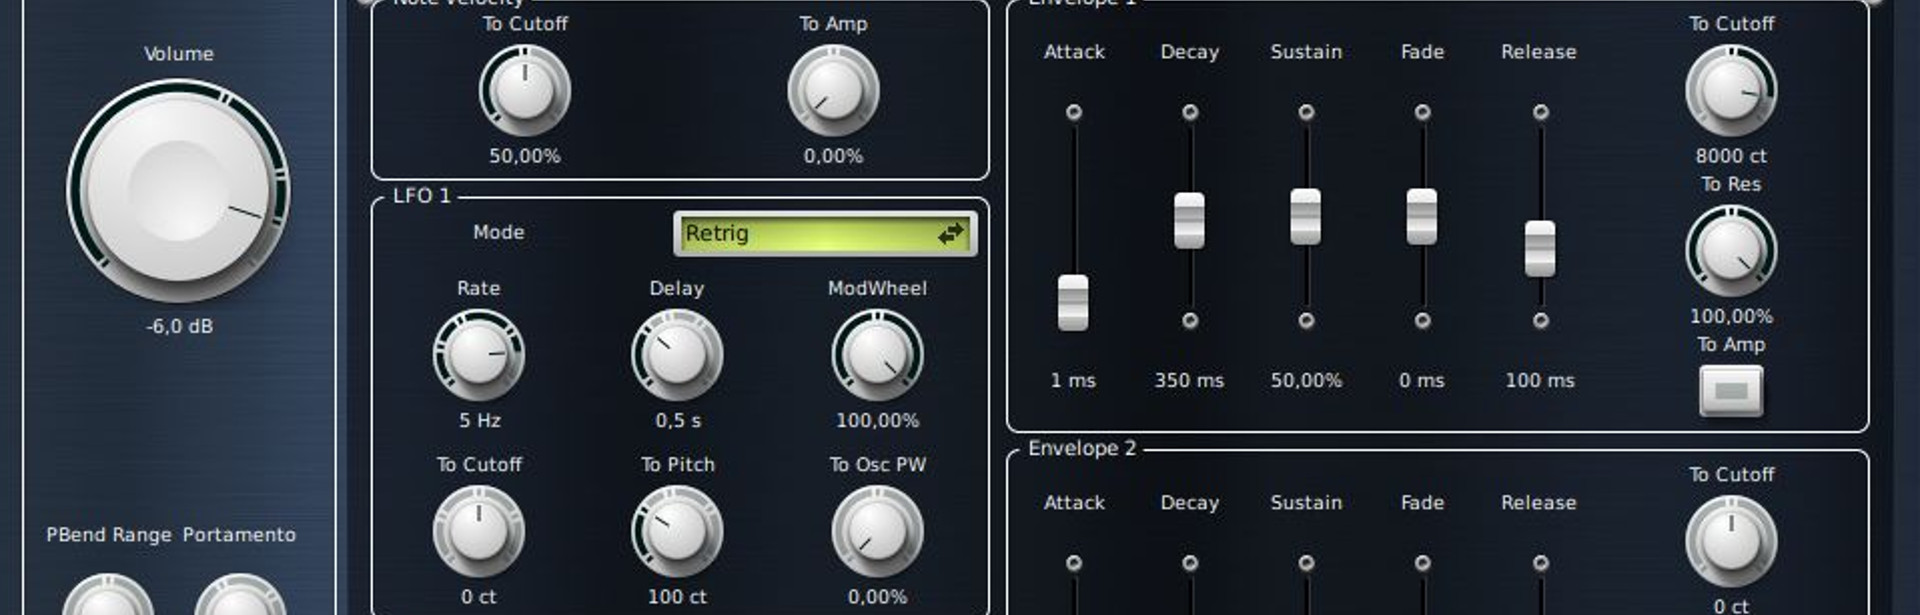 Volume
-6,0 dB
PBend Range Portamento
Note Velocity
To Cutoff To Amp
50,00% 0,00%
LFO 1
Mode Retrig
Rate Delay ModWheel
5 Hz 0,5 s 100,00%
To Cutoff To Pitch To Osc PW
0 ct 100 ct 0,00%
Envelope 1
Attack Decay Sustain Fade Release
1 ms 350 ms 50,00% 0 ms 100 ms
To Cutoff
8000 ct
To Res
100,00%
To Amp
Envelope 2
Attack Decay Sustain Fade Release
To Cutoff
0 ct